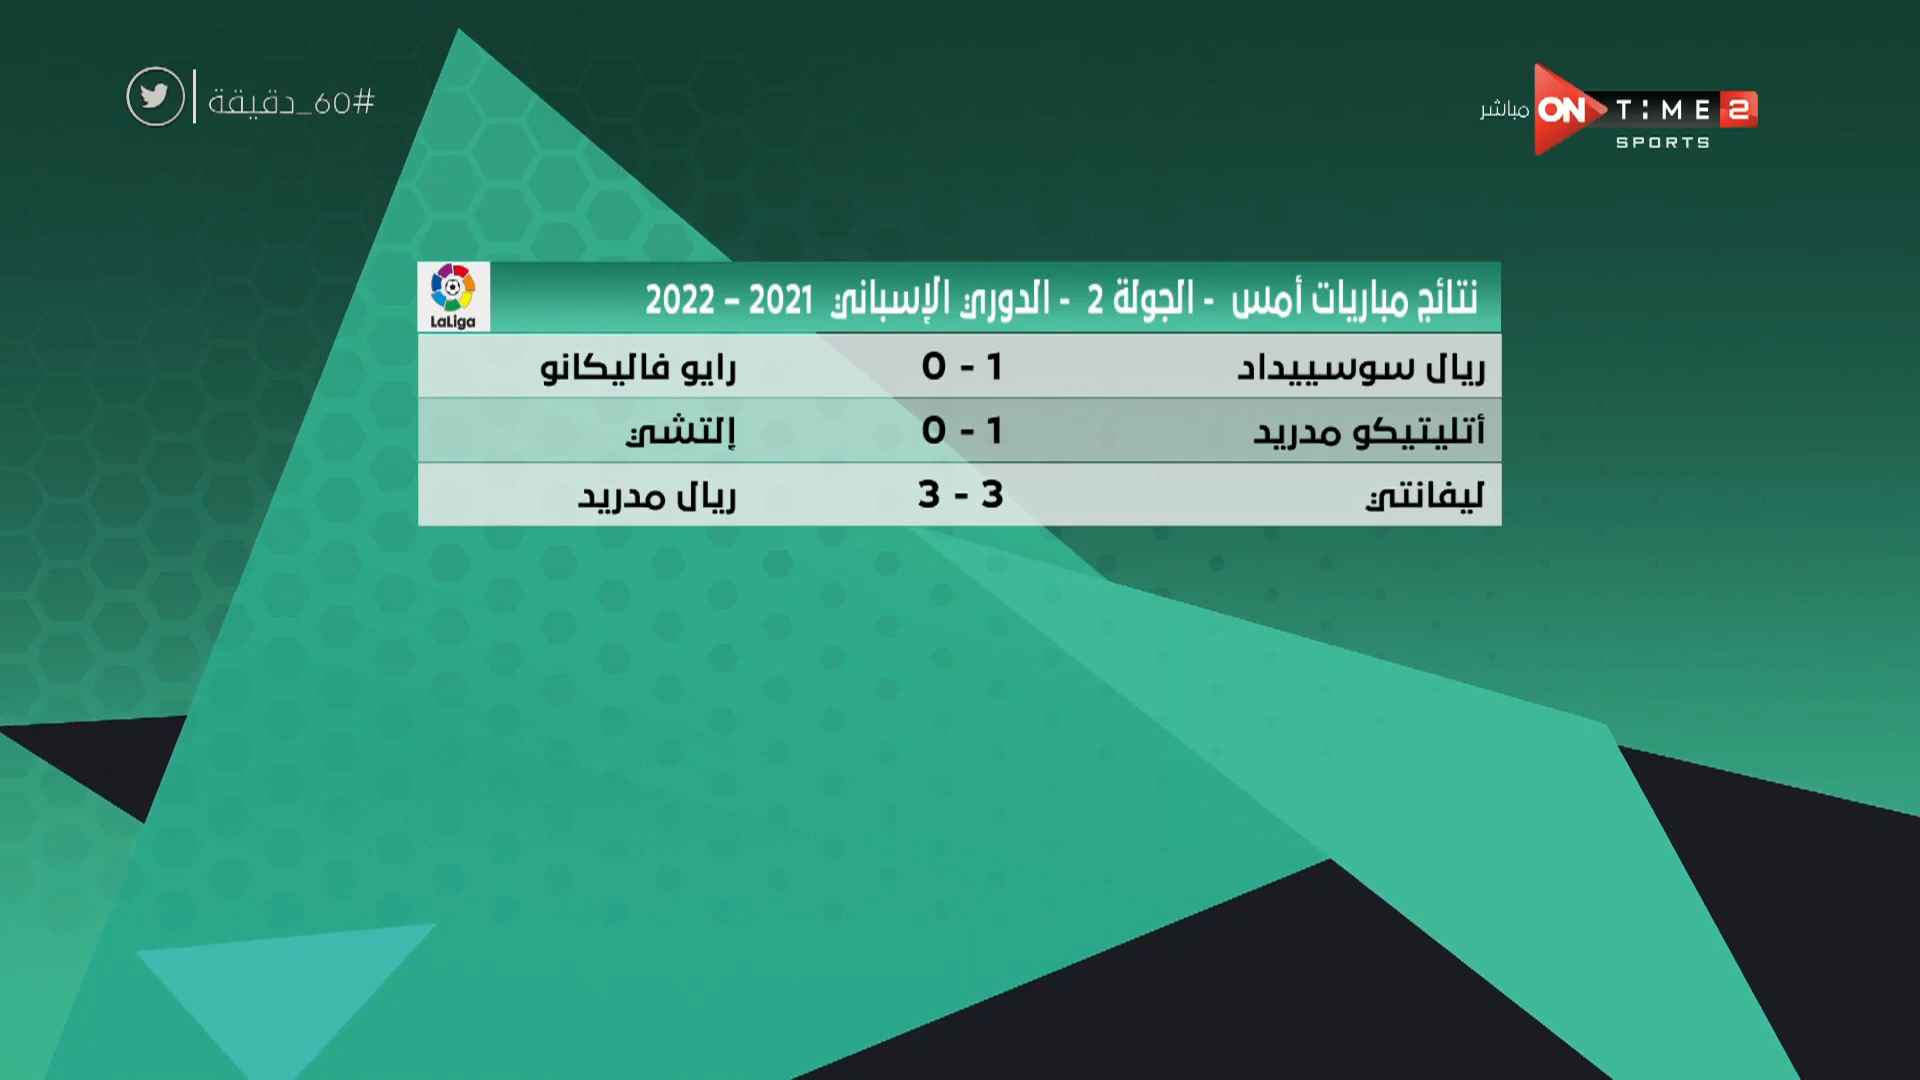 #60_دقيقة
مباشر ON TIME 2
SPORTS
نتائج مباريات أمس - الجولة 2 - الدوري الإسباني 2021 – 2022
LaLiga
ريال سوسييداد 1 - 0 رايو فاليكانو
أتليتيكو مدريد 1 - 0 إلتشي
ليفانتي 3 - 3 ريال مدريد